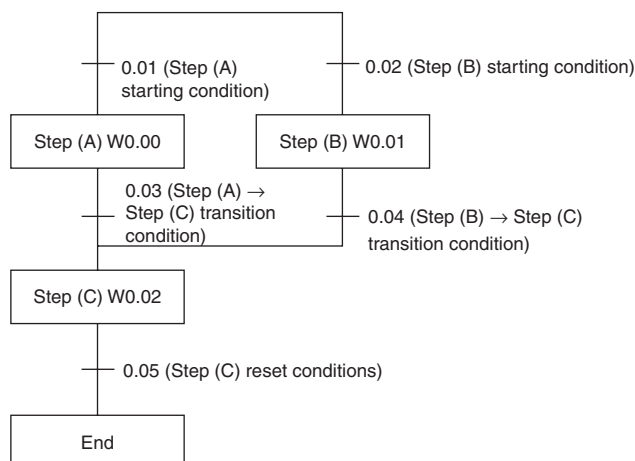 0.01 (Step (A)
starting condition)
0.02 (Step (B) starting condition)
Step (A) W0.00
Step (B) W0.01
0.03 (Step (A) →
Step (C) transition
condition)
0.04 (Step (B) → Step (C)
transition condition)
Step (C) W0.02
0.05 (Step (C) reset conditions)
End